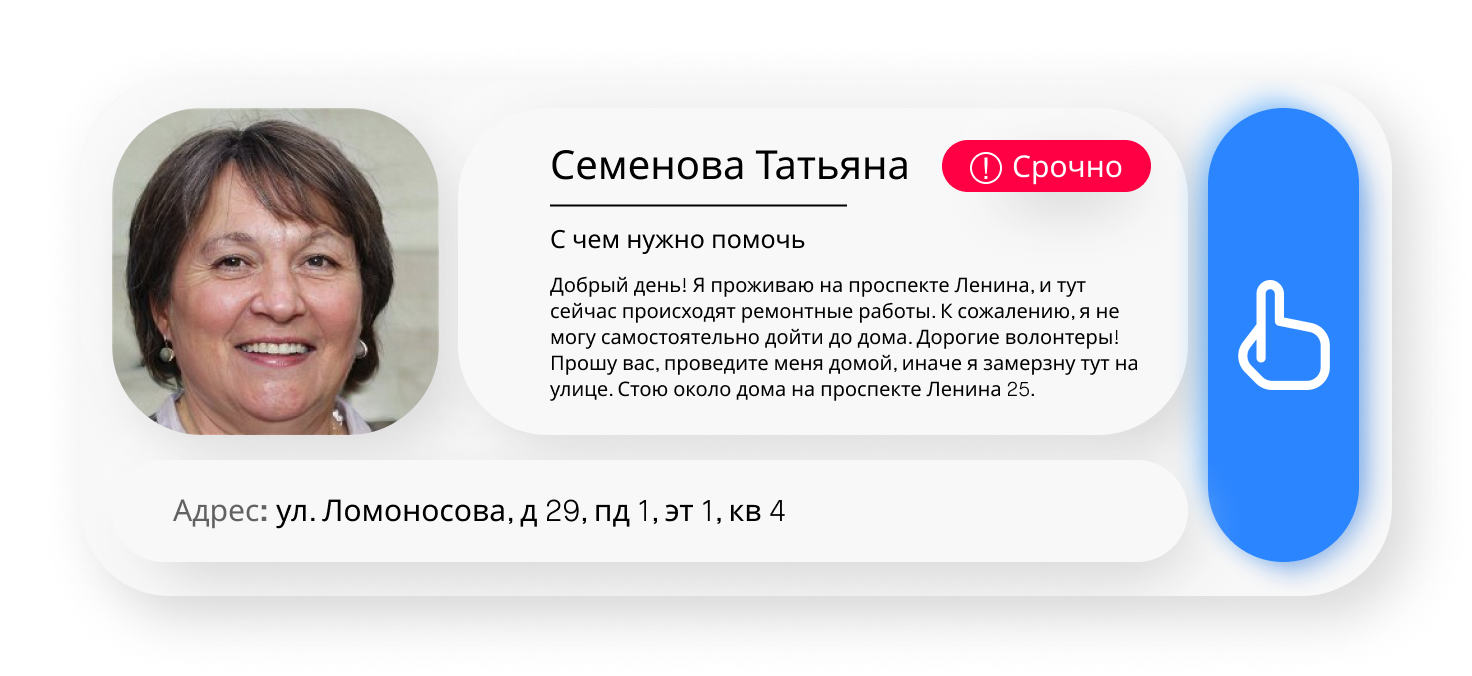 Семенова Татьяна
Срочно
С чем нужно помочь
Добрый день! Я проживаю на проспекте Ленина, и тут
сейчас происходят ремонтные работы. К сожалению, я не
могу самостоятельно дойти до дома. Дорогие волонтеры!
Прошу вас, проведите меня домой, иначе я замерзну тут на
улице. Стою около дома на проспекте Ленина 25.
Адрес: ул. Ломоносова, д 29, пд 1, эт 1, кв 4